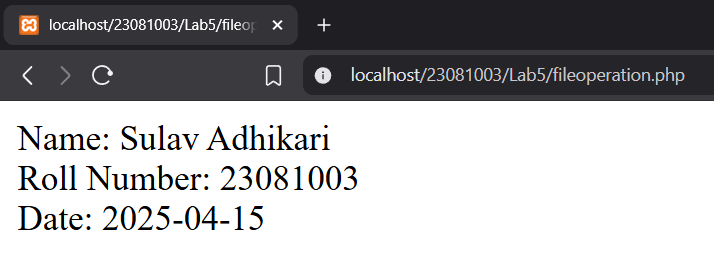 localhost/23081003/Lab5/fileop
localhost/23081003/Lab5/fileoperation.php
Name: Sulav Adhikari
Roll Number: 23081003
Date: 2025-04-15